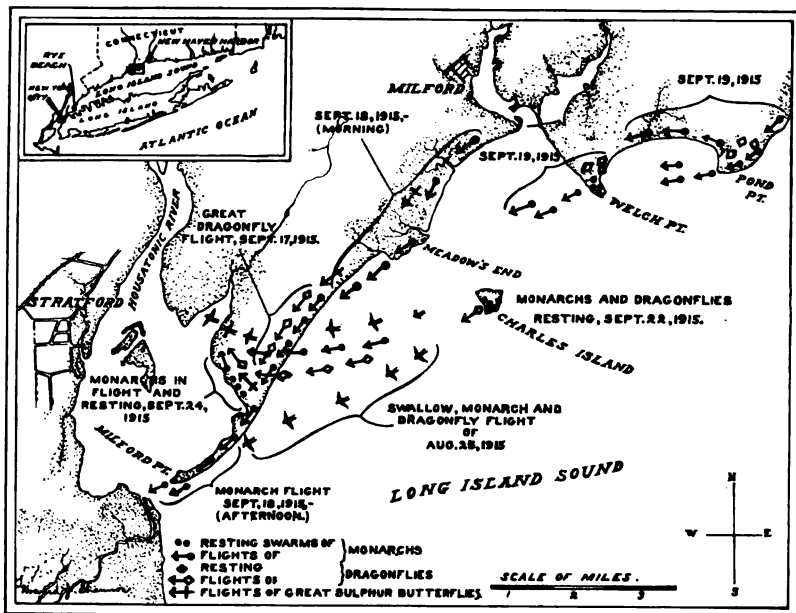 CONNECTICUT
NEW HAVEN HARBOR
RYE
BEACH
NEW YORK
CITY
LONG ISLAND SOUND
LONG ISLAND
ATLANTIC OCEAN
MILFORD
SEPT. 19, 1915
SEPT. 18, 1915,-
(MORNING)
SEPT. 19, 1915
POND
PT.
WELCH PT.
GREAT
DRAGONFLY
FLIGHT, SEPT. 17, 1915.
HOUSATONIC RIVER
MEADOW'S END
STRATFORD
MONARCHS AND DRAGONFLIES
RESTING, SEPT. 22, 1915.
CHARLES ISLAND
MONARCHS IN
FLIGHT AND
RESTING, SEPT. 24,
1915
SWALLOW, MONARCH AND
DRAGONFLY FLIGHT
OF
AUG. 28, 1915
MILFORD PT.
MONARCH FLIGHT
SEPT. 18, 1915,-
(AFTERNOON.)
LONG ISLAND SOUND
N
W E
S
RESTING SWARMS OF
FLIGHTS OF
MONARCHS
RESTING
FLIGHTS OF
DRAGONFLIES
FLIGHTS OF GREAT SULPHUR BUTTERFLIES.
SCALE OF MILES.
1 2 3